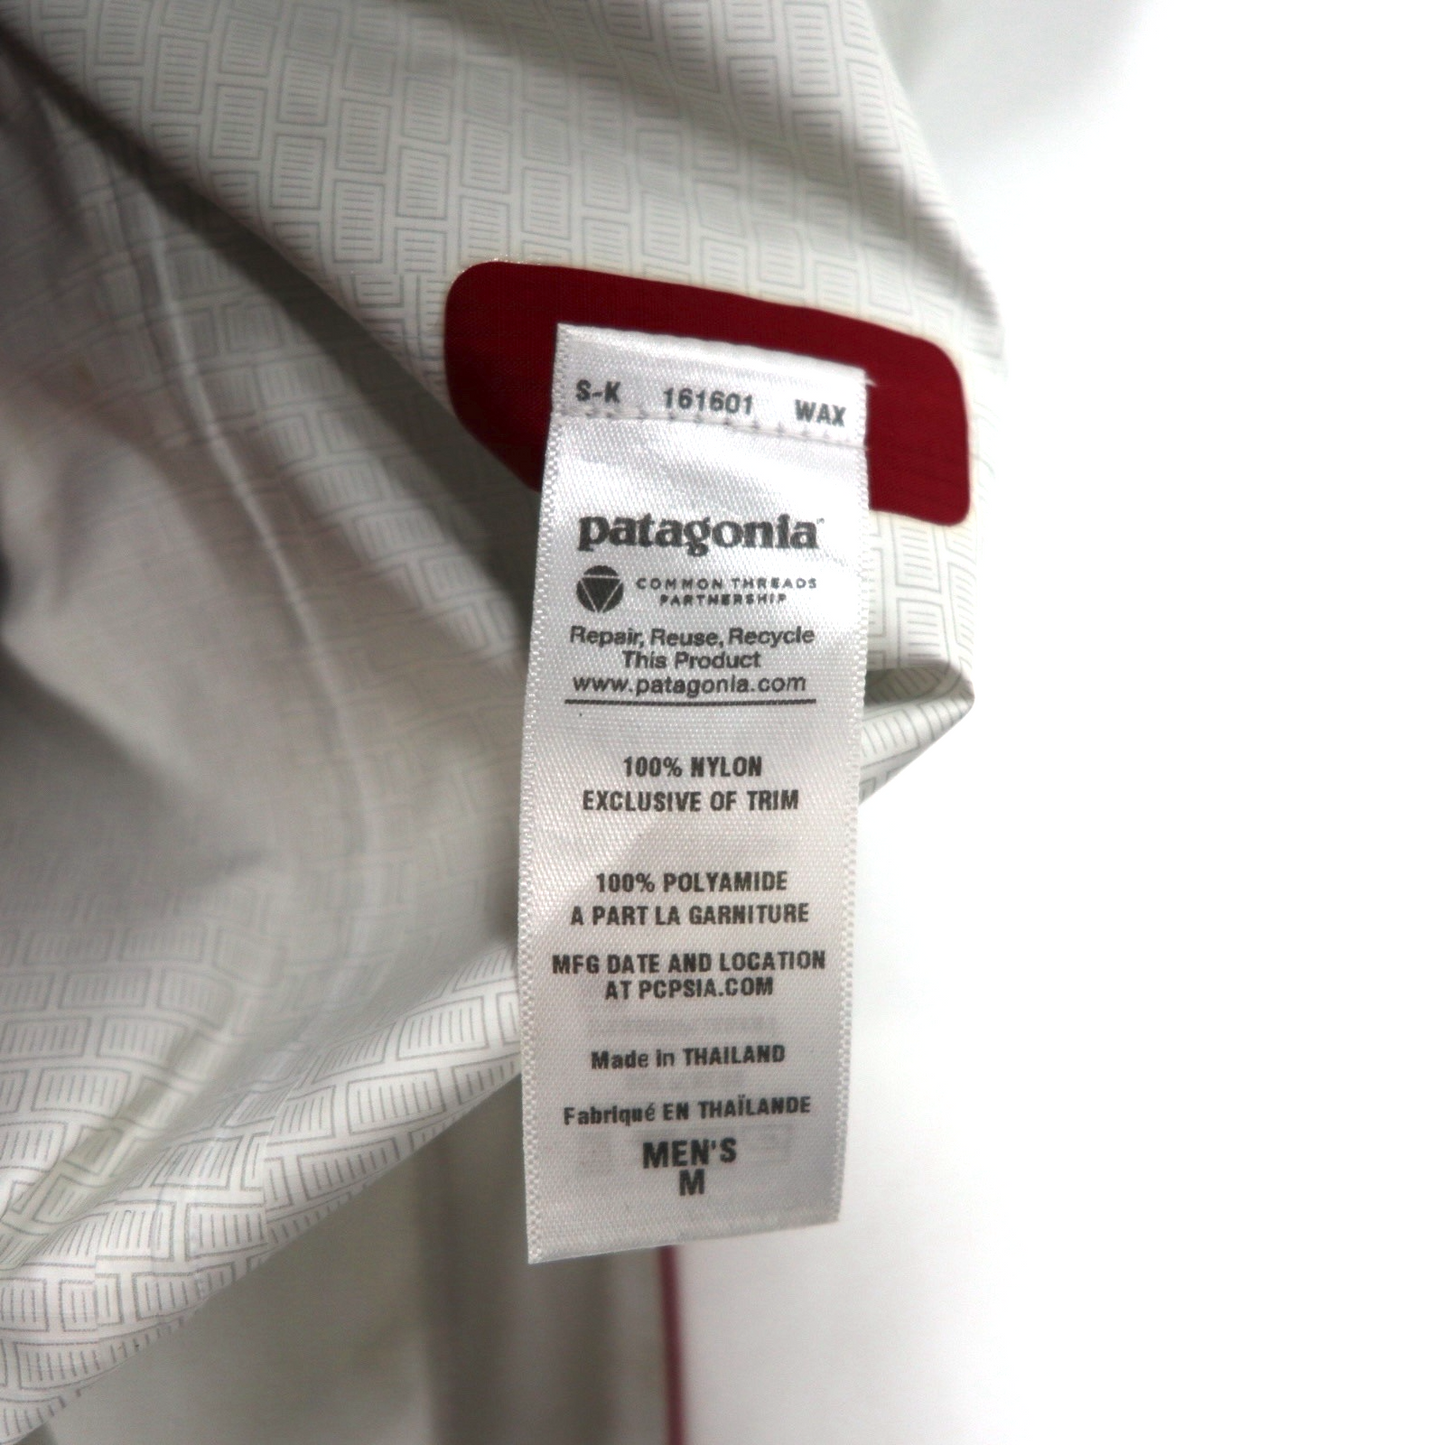 S-K 161601 WAX
patagonia
COMMON THREADS
PARTNERSHIP
Repair, Reuse, Recycle
This Product
www.patagonia.com
100% NYLON
EXCLUSIVE OF TRIM
100% POLYAMIDE
A PART LA GARNITURE
MFG DATE AND LOCATION
AT PCPSIA.COM
Made in THAILAND
Fabriqué EN THAÏLANDE
MEN'S
M